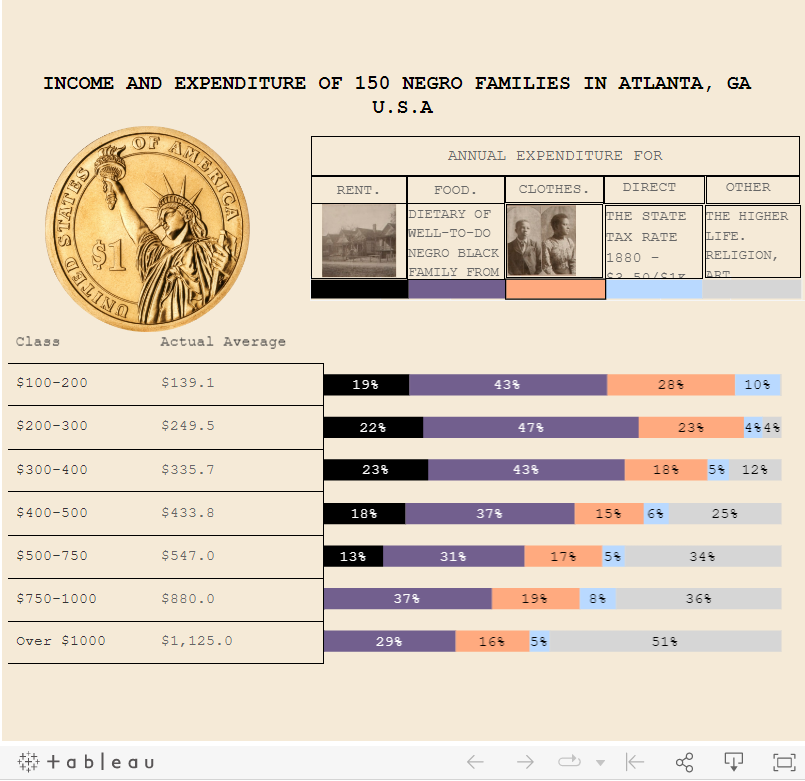 INCOME AND EXPENDITURE OF 150 NEGRO FAMILIES IN ATLANTA, GA
U.S.A
UNITED STATES OF AMERICA
$1
ANNUAL EXPENDITURE FOR
RENT. FOOD. CLOTHES. DIRECT OTHER
DIETARY OF
WELL-TO-DO
NEGRO BLACK
FAMILY FROM
THE STATE
TAX RATE
1880 -
$3.50/$1K
THE HIGHER
LIFE.
RELIGION,
ART
Class Actual Average
$100-200 $139.1 19% 43% 28% 10%
$200-300 $249.5 22% 47% 23% 4% 4%
$300-400 $335.7 23% 43% 18% 5% 12%
$400-500 $433.8 18% 37% 15% 6% 25%
$500-750 $547.0 13% 31% 17% 5% 34%
$750-1000 $880.0 37% 19% 8% 36%
Over $1000 $1,125.0 29% 16% 5% 51%
+ableau